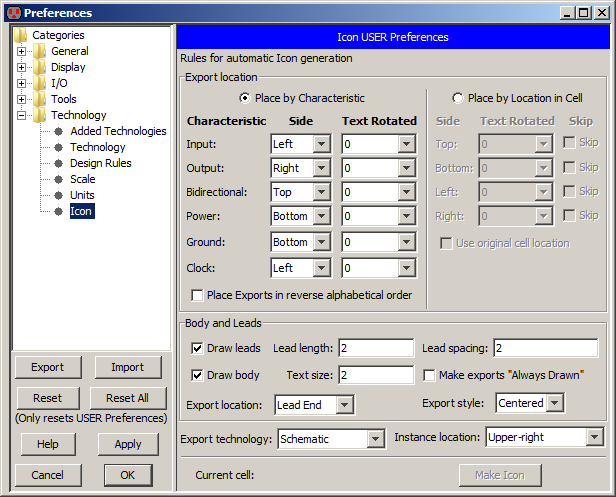 Preferences
Categories
General
Display
I/O
Tools
Technology
Added Technologies
Technology
Design Rules
Scale
Units
Icon
Export Import
Reset Reset All
(Only resets USER Preferences)
Help Apply
Cancel OK
Icon USER Preferences
Rules for automatic Icon generation
Export location
Place by Characteristic Place by Location in Cell
Characteristic Side Text Rotated Side Text Rotated Skip
Input: Left 0 Top: 0 Skip
Output: Right 0 Bottom: 0 Skip
Bidirectional: Top 0 Left: 0 Skip
Power: Bottom 0 Right: 0 Skip
Ground: Bottom 0 Use original cell location
Clock: Left 0
Place Exports in reverse alphabetical order
Body and Leads
Draw leads Lead length: 2 Lead spacing: 2
Draw body Text size: 2 Make exports "Always Drawn"
Export location: Lead End Export style: Centered
Export technology: Schematic Instance location: Upper-right
Current cell: Make Icon